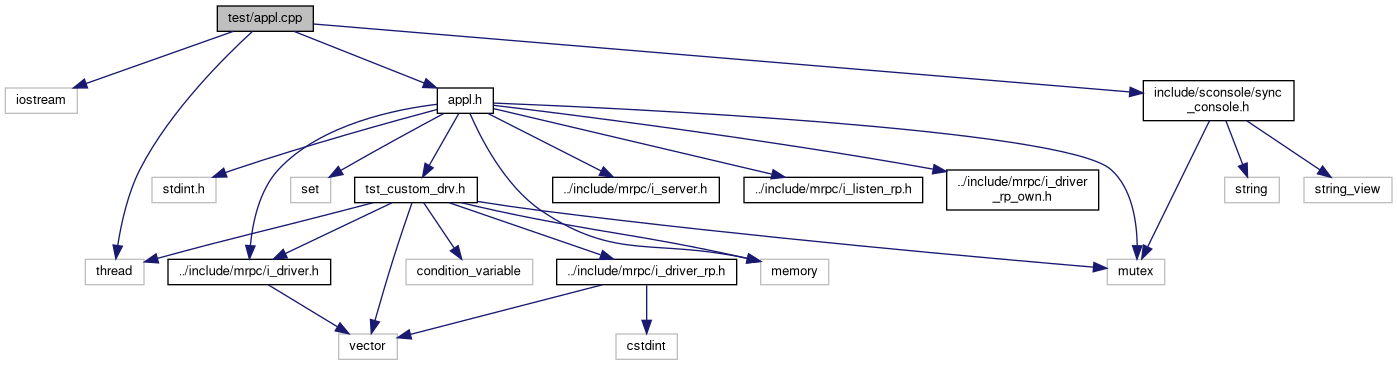 test/appl.cpp
iostream
appl.h
include/sconsole/sync
_console.h
stdint.h
set
tst_custom_drv.h
../include/mrpc/i_server.h
../include/mrpc/i_listen_rp.h
../include/mrpc/i_driver
_rp_own.h
string
string_view
thread
../include/mrpc/i_driver.h
condition_variable
../include/mrpc/i_driver_rp.h
memory
mutex
vector
cstdint